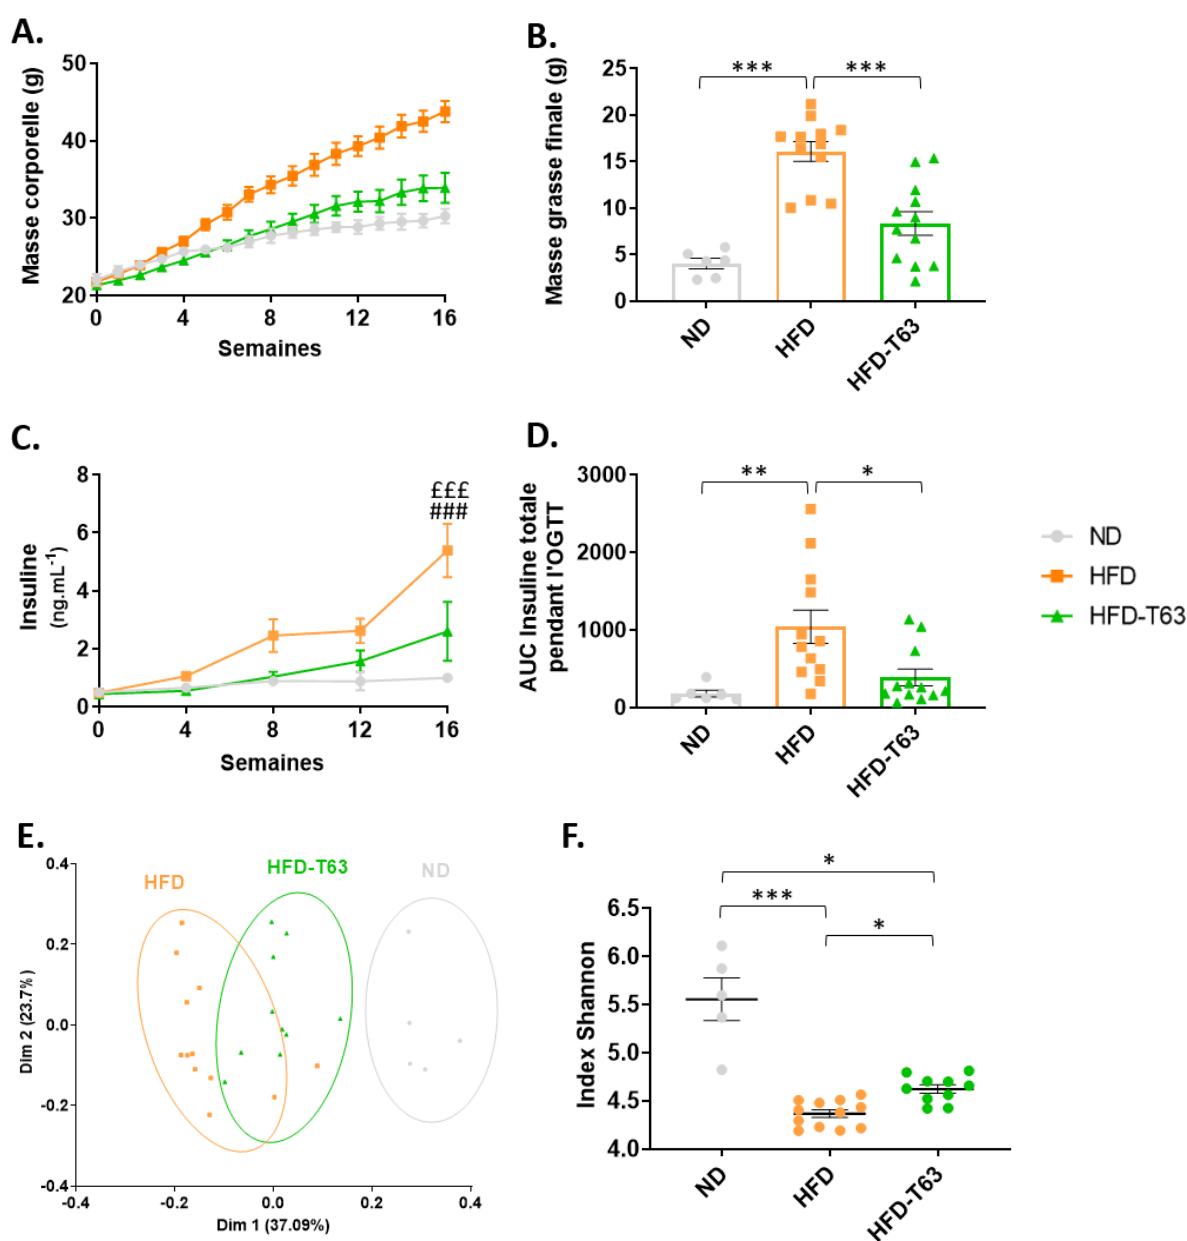 A.
50
40
30
20
Masse corporelle (g)
0
4
8
12
16
Semaines
B.
25
20
15
10
5
0
Masse grasse finale (g)
***
***
ND
HFD
HFD-T63
C.
8
6
4
2
0
Insuline
(ng.mL-1)
£££
###
0
4
8
12
16
Semaines
D.
3000
2000
1000
0
AUC Insuline totale
pendant l'OGTT
**
*
ND
HFD
HFD-T63
ND
HFD
HFD-T63
E.
0.4
0.2
0.0
-0.2
-0.4
Dim 2 (23.7%)
HFD
HFD-T63
ND
-0.4
-0.2
0.0
0.2
0.4
Dim 1 (37.09%)
F.
6.5
6.0
5.5
5.0
4.5
4.0
Index Shannon
*
***
*
ND
HFD
HFD-T63